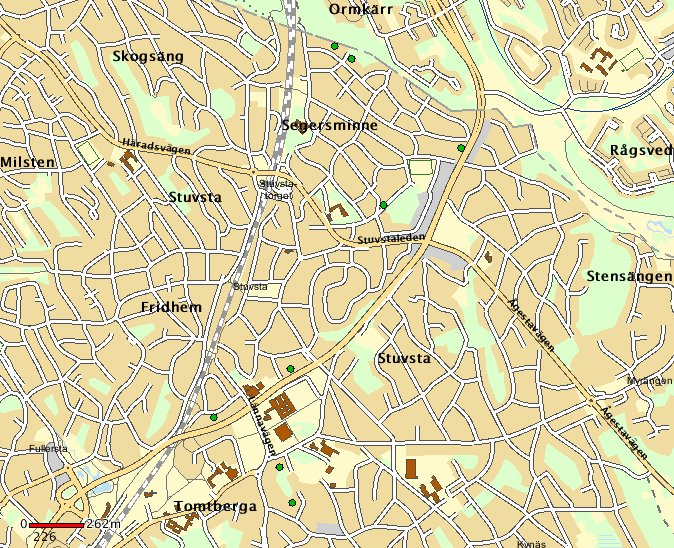 Ormkärr
Skogsäng
Segersminne
Häradsvägen
Rågsved
Milsten
Stuvsta-
torget
Stuvsta
Stuvstaleden
Stensängen
Stuvsta
Fridhem
Ågestavägen
Stuvsta
Myrängen
Ågestavägen
Fullersta
Tomtberga
0 262m
226
Kynäs